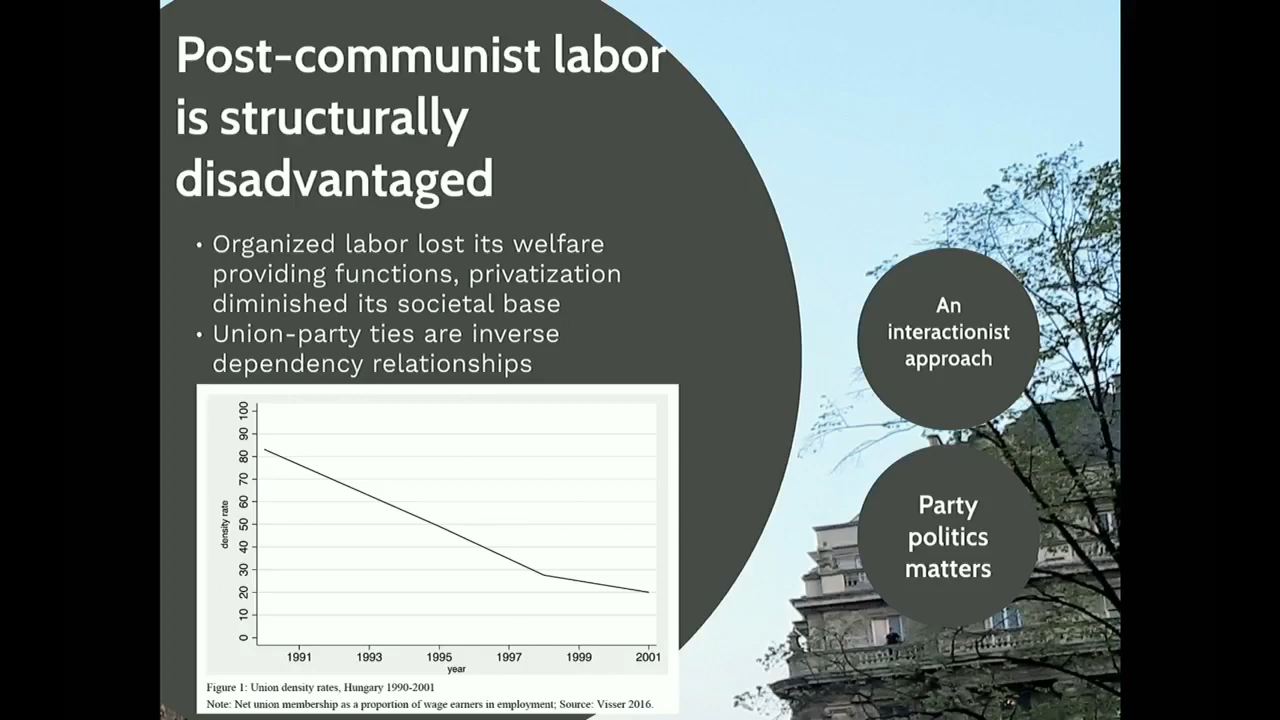 Post-communist labor
is structurally
disadvantaged
• Organized labor lost its welfare
providing functions, privatization
diminished its societal base
• Union-party ties are inverse
dependency relationships
An
interactionist
approach
Party
politics
matters
100
90
80
70
60
50
40
30
20
10
0
density rate
1991 1993 1995 1997 1999 2001
year
Figure 1: Union density rates, Hungary 1990-2001
Note: Net union membership as a proportion of wage earners in employment; Source: Visser 2016.